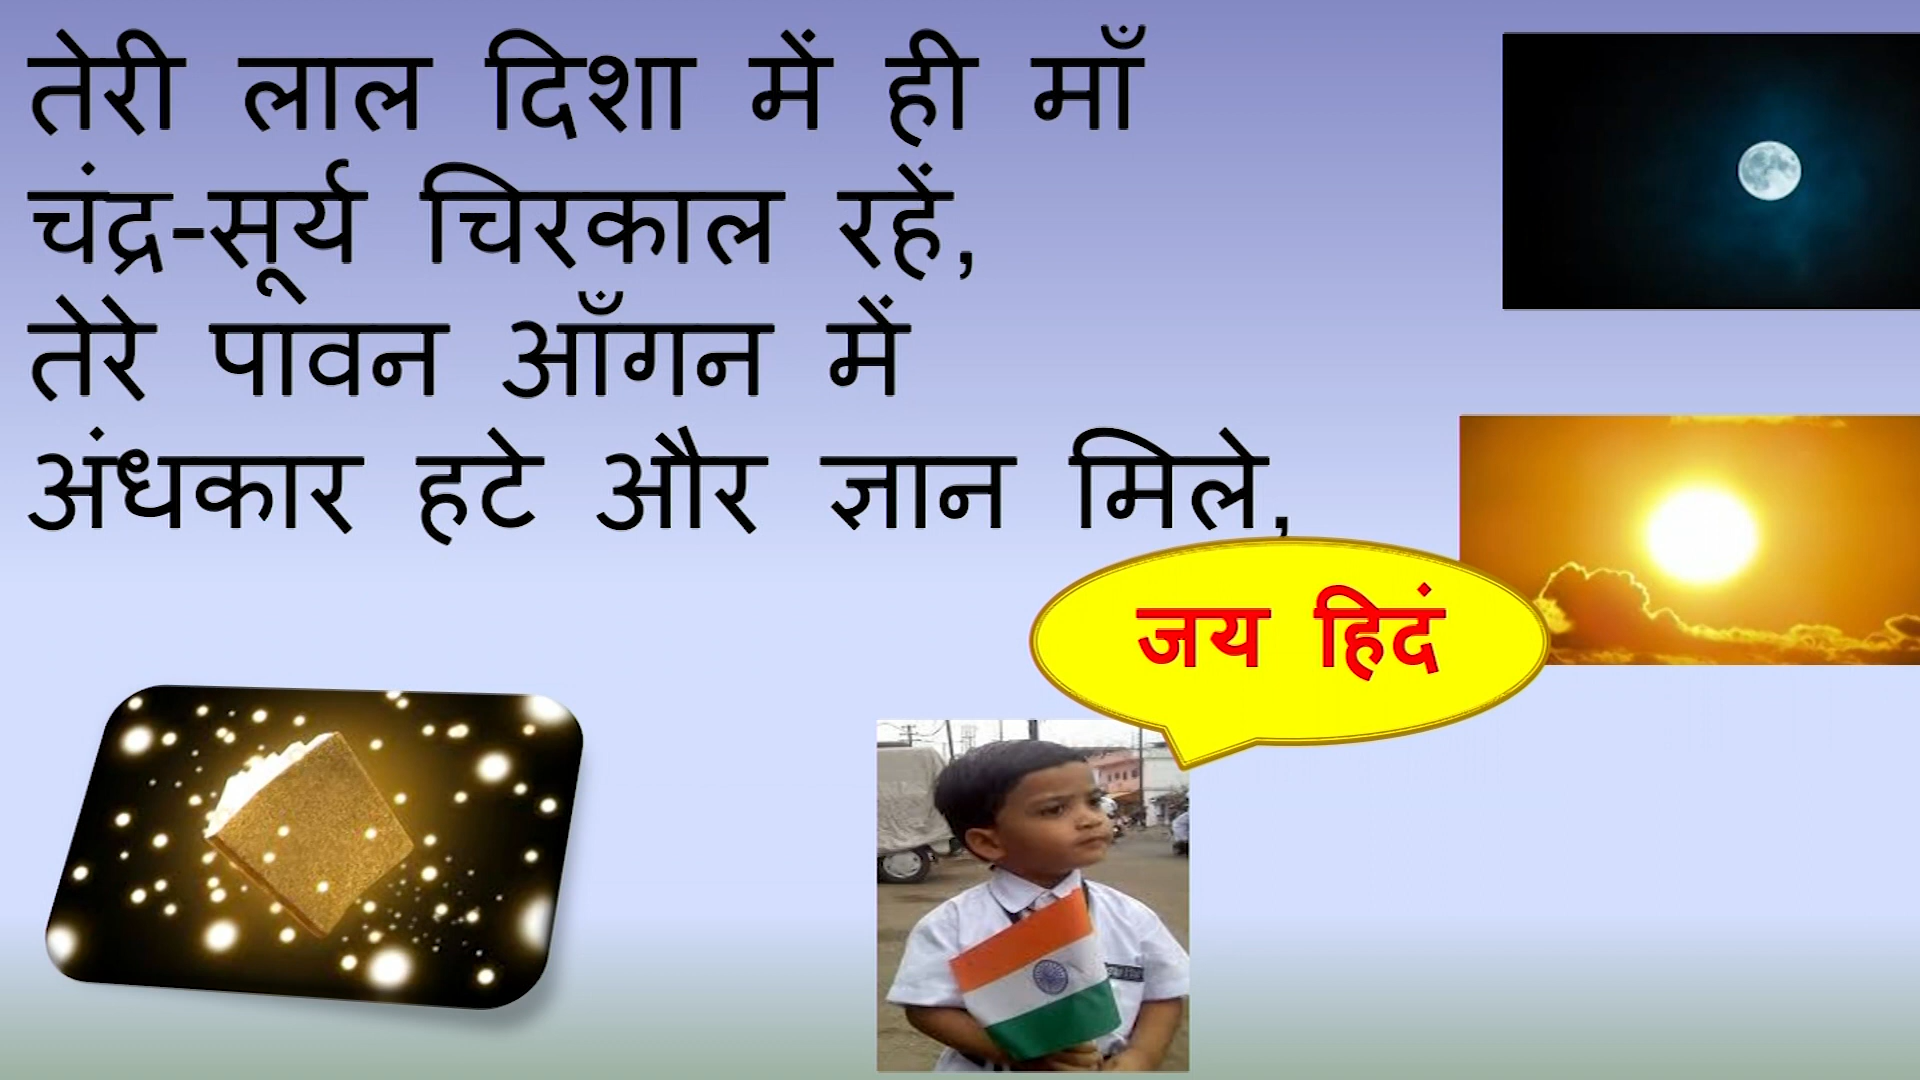 तेरी लाल दिशा में ही माँ
चंद्र-सूर्य चिरकाल रहें,
तेरे पावन आँगन में
अंधकार हटे और ज्ञान मिले,
जय हिदं